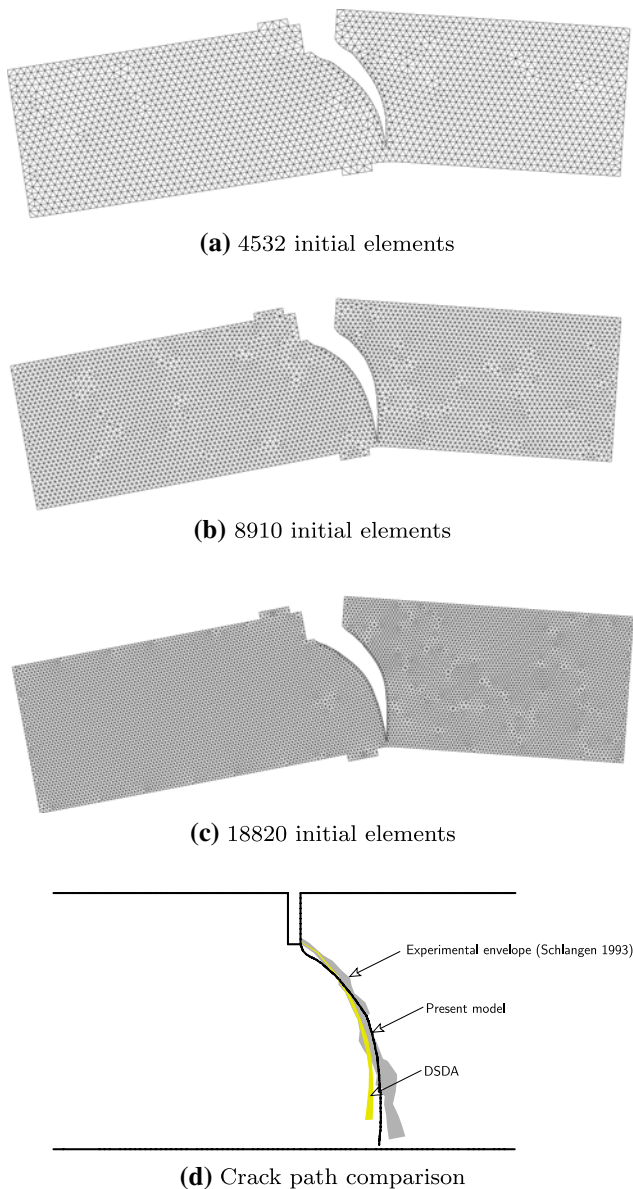 (a) 4532 initial elements
(b) 8910 initial elements
(c) 18820 initial elements
Experimental envelope (Schlangen 1993)
Present model
DSDA
(d) Crack path comparison